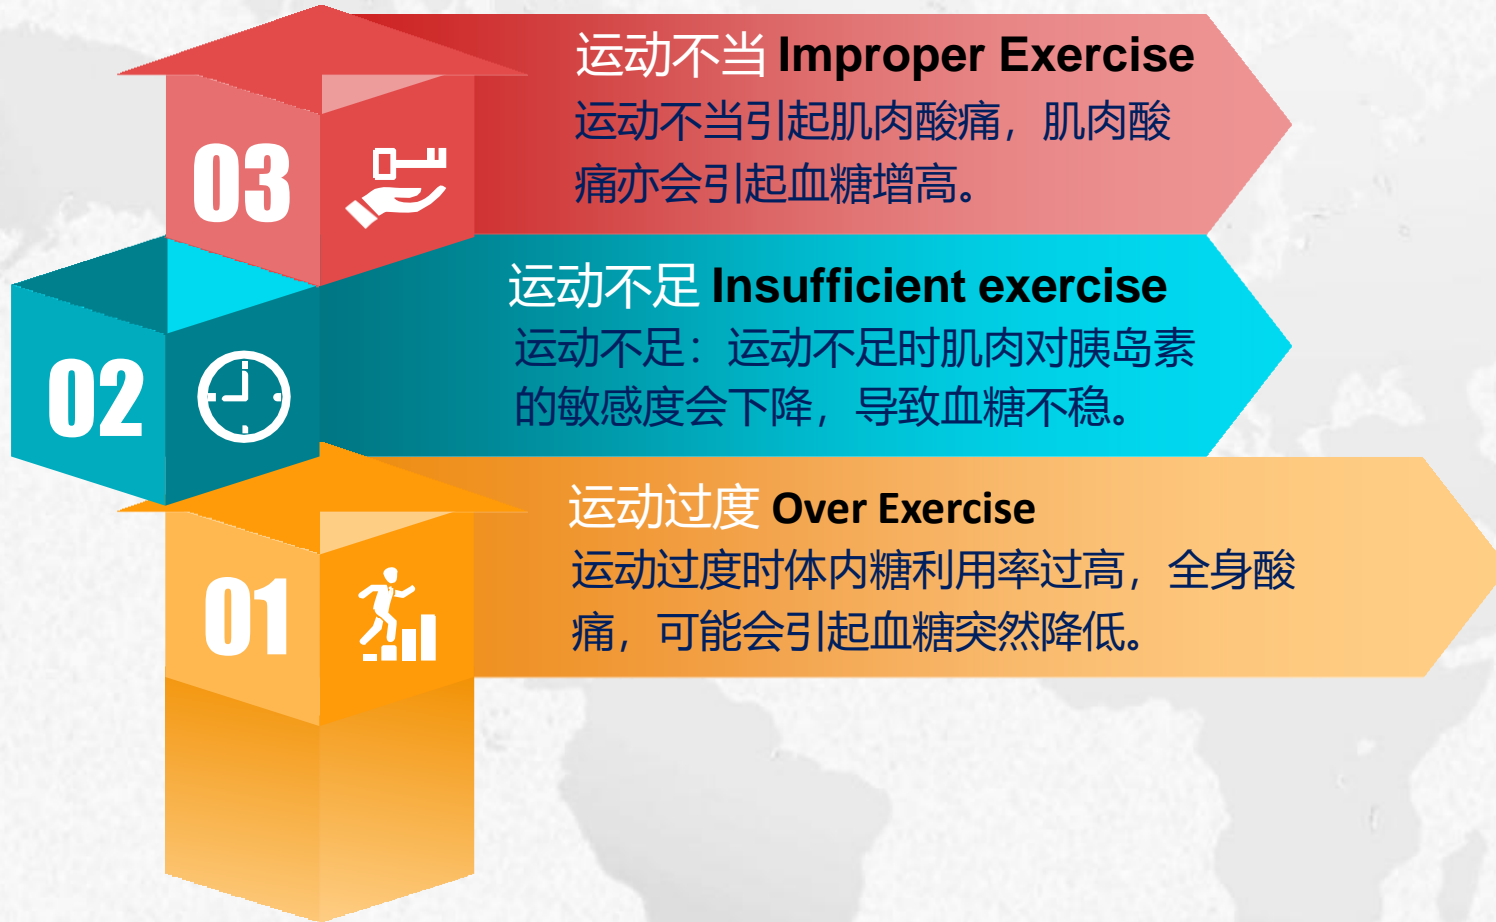 03
运动不当 Improper Exercise
运动不当引起肌肉酸痛，肌肉酸
痛亦会引起血糖增高。
02
运动不足 Insufficient exercise
运动不足：运动不足时肌肉对胰岛素
的敏感度会下降，导致血糖不稳。
01
运动过度 Over Exercise
运动过度时体内糖利用率过高，全身酸
痛，可能会引起血糖突然降低。